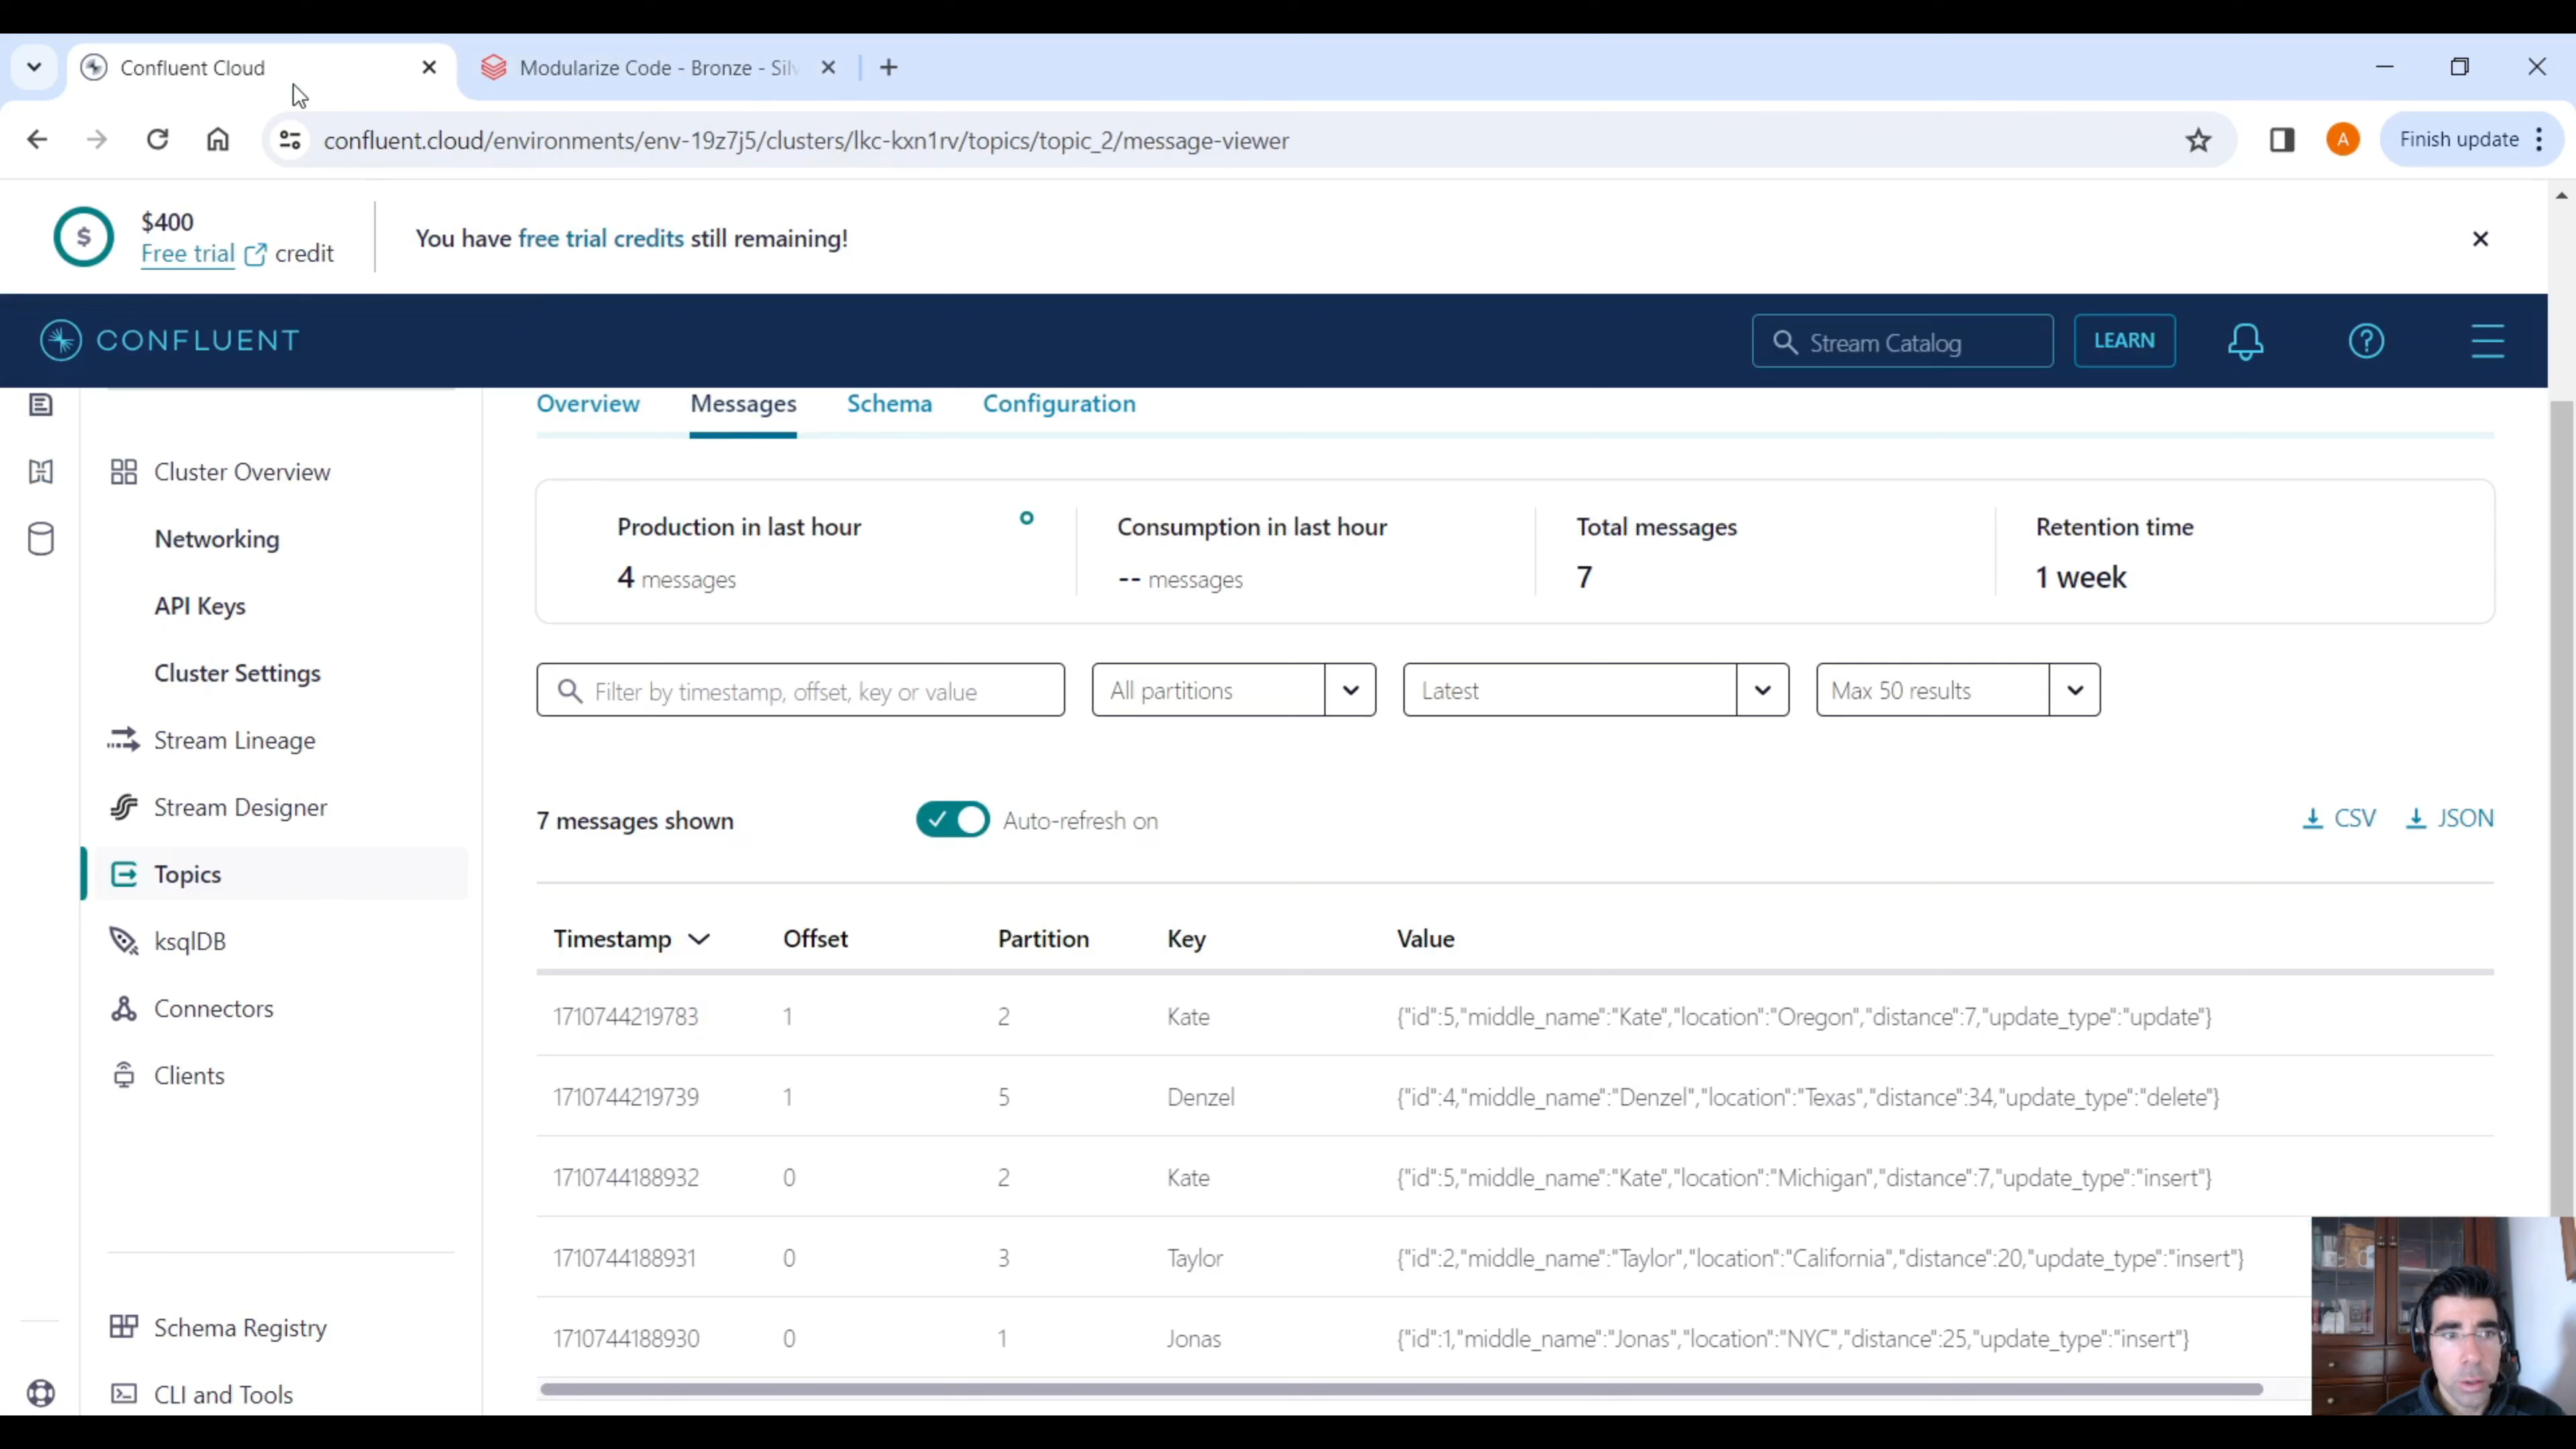 Confluent Cloud
Modularize Code - Bronze - Silv
confluent.cloud/environments/env-19z7j5/clusters/lkc-kxn1rv/topics/topic_2/message-viewer
A
Finish update
$
$400
Free trial credit
You have free trial credits still remaining!
CONFLUENT
Stream Catalog
LEARN
Overview
Messages
Schema
Configuration
Cluster Overview
Networking
API Keys
Cluster Settings
Stream Lineage
Stream Designer
Topics
ksqlDB
Connectors
Clients
Schema Registry
CLI and Tools
Production in last hour
4 messages
Consumption in last hour
-- messages
Total messages
7
Retention time
1 week
Filter by timestamp, offset, key or value
All partitions
Latest
Max 50 results
7 messages shown
Auto-refresh on
CSV
JSON
Timestamp Offset Partition Key Value
1710744219783 1 2 Kate {"id":5,"middle_name":"Kate","location":"Oregon","distance":7,"update_type":"update"}
1710744219739 1 5 Denzel {"id":4,"middle_name":"Denzel","location":"Texas","distance":34,"update_type":"delete"}
1710744188932 0 2 Kate {"id":5,"middle_name":"Kate","location":"Michigan","distance":7,"update_type":"insert"}
1710744188931 0 3 Taylor {"id":2,"middle_name":"Taylor","location":"California","distance":20,"update_type":"insert"}
1710744188930 0 1 Jonas {"id":1,"middle_name":"Jonas","location":"NYC","distance":25,"update_type":"insert"}